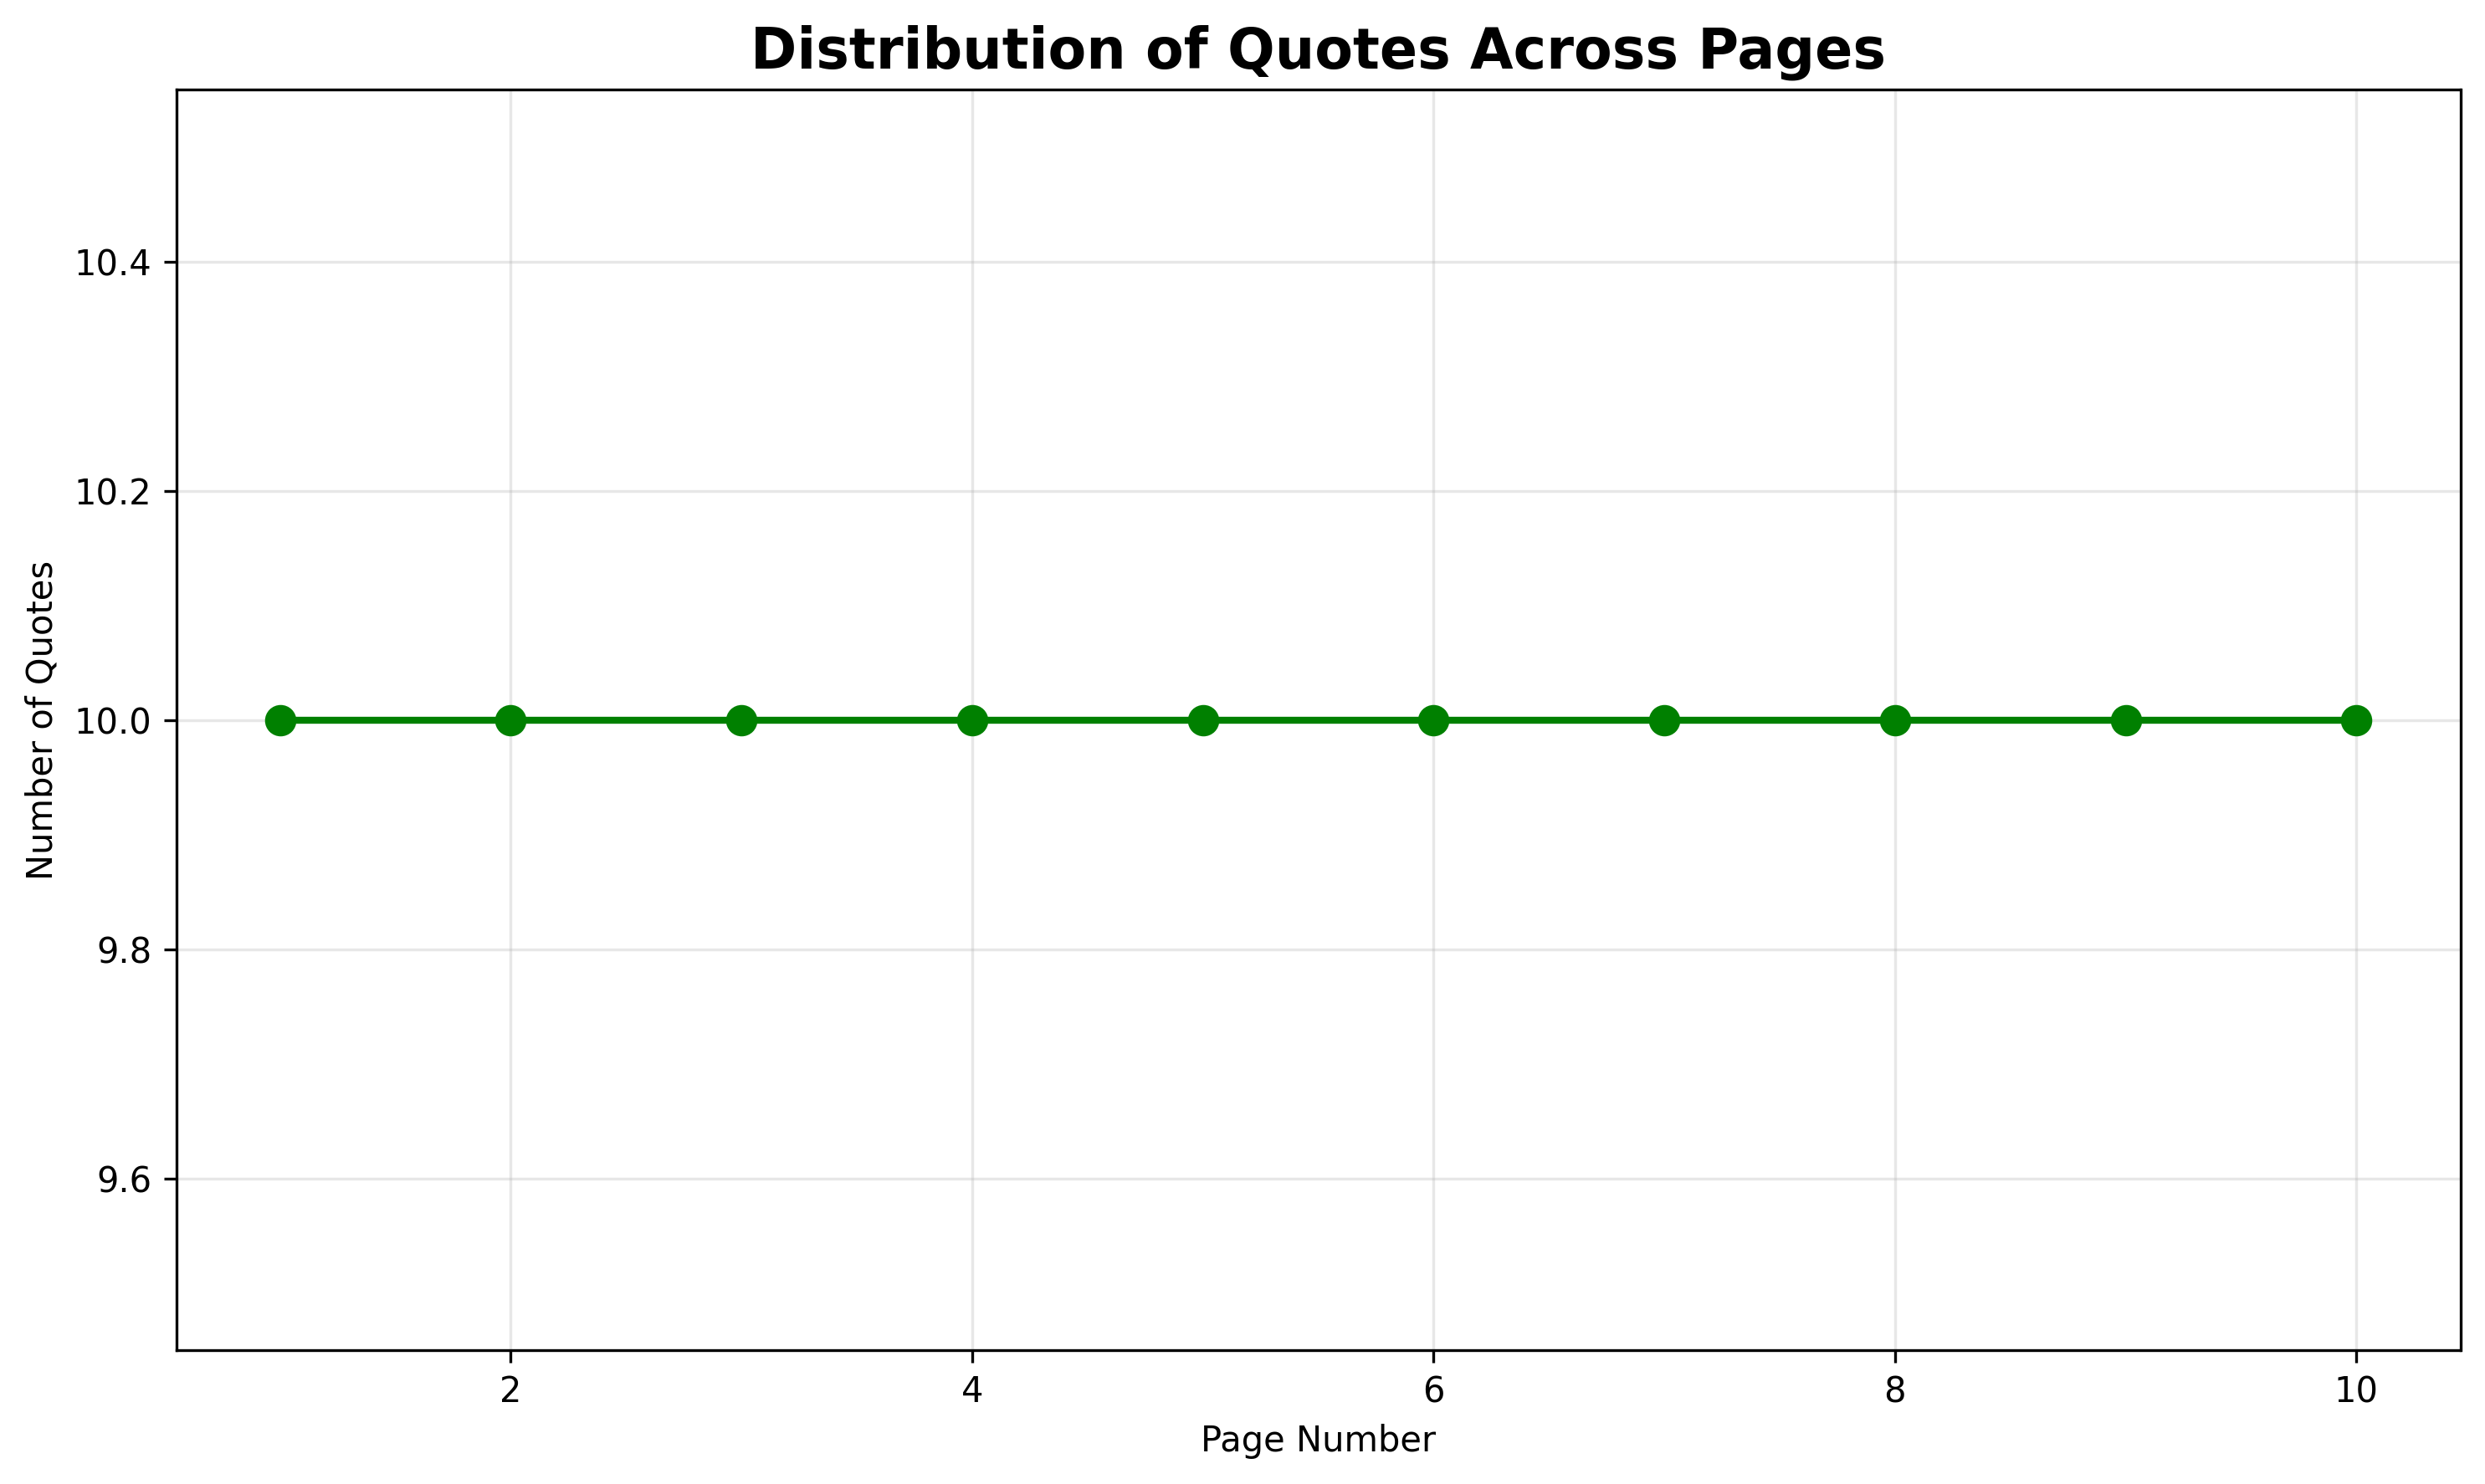 Distribution of Quotes Across Pages
10.4
10.2
10.0
9.8
9.6
Number of Quotes
2 4 6 8 10
Page Number